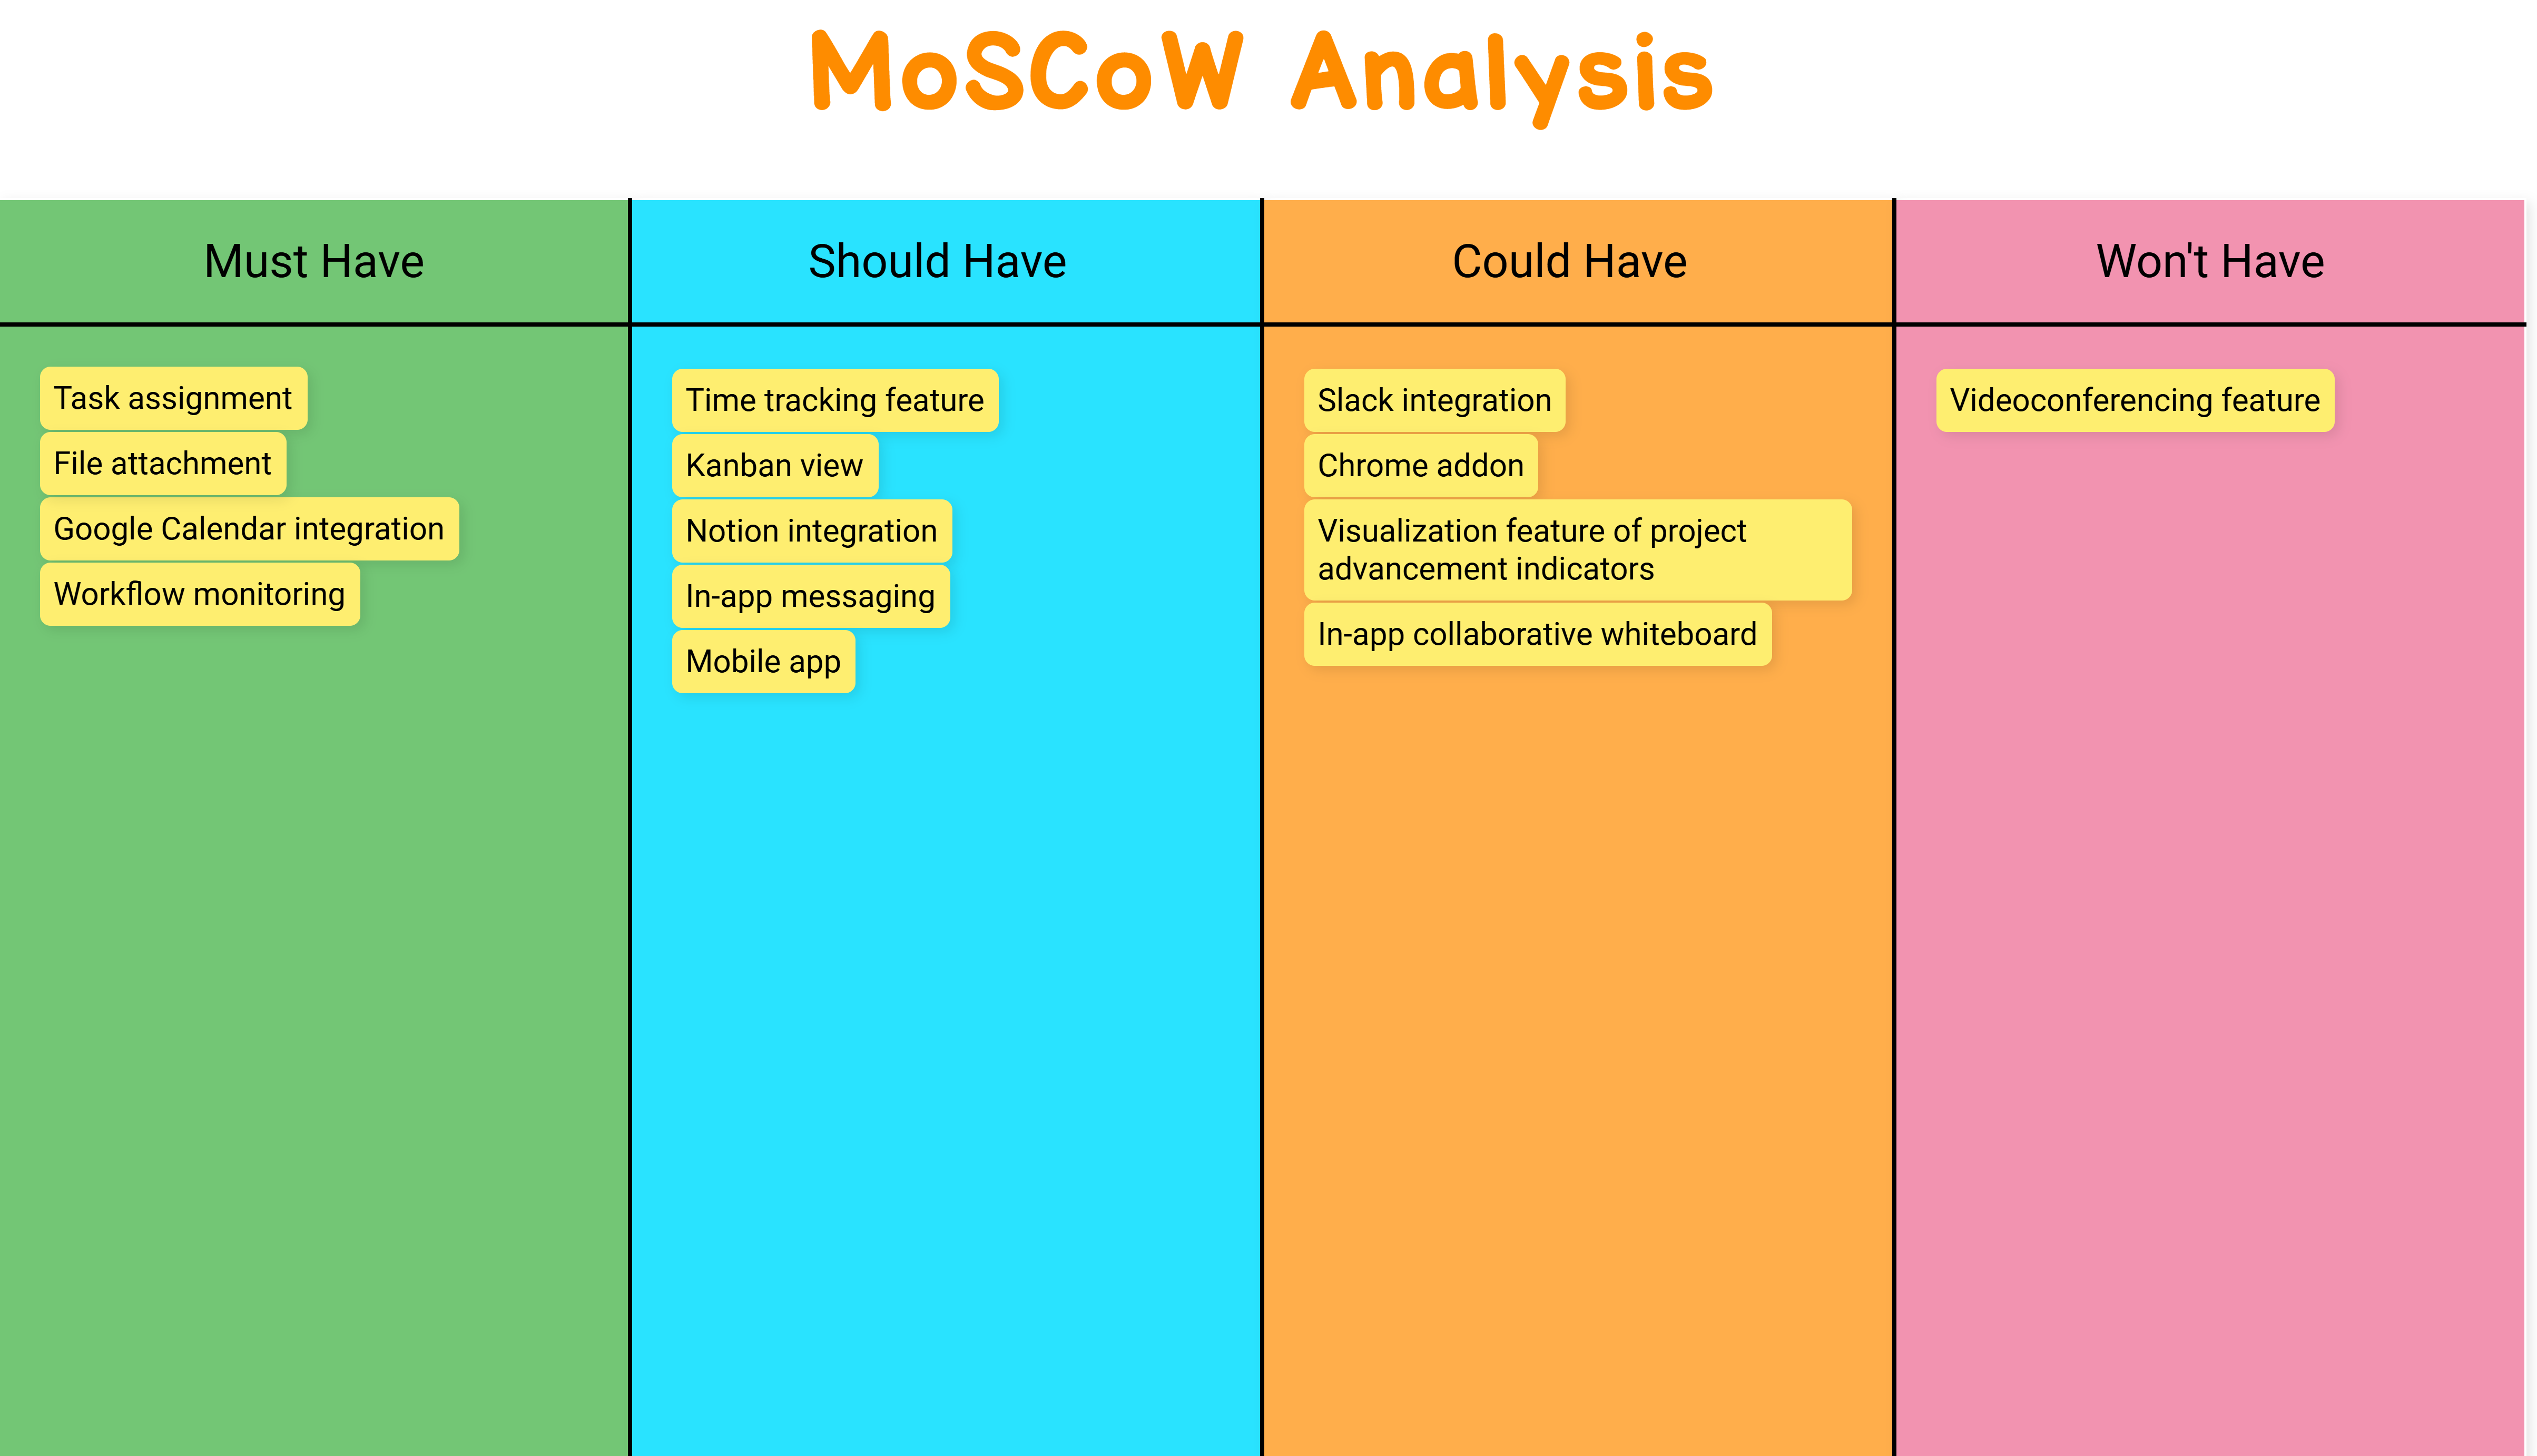 MoSCoW Analysis
Must Have
Should Have
Could Have
Won't Have
Task assignment
File attachment
Google Calendar integration
Workflow monitoring
Time tracking feature
Kanban view
Notion integration
In-app messaging
Mobile app
Slack integration
Chrome addon
Visualization feature of project
advancement indicators
In-app collaborative whiteboard
Videoconferencing feature